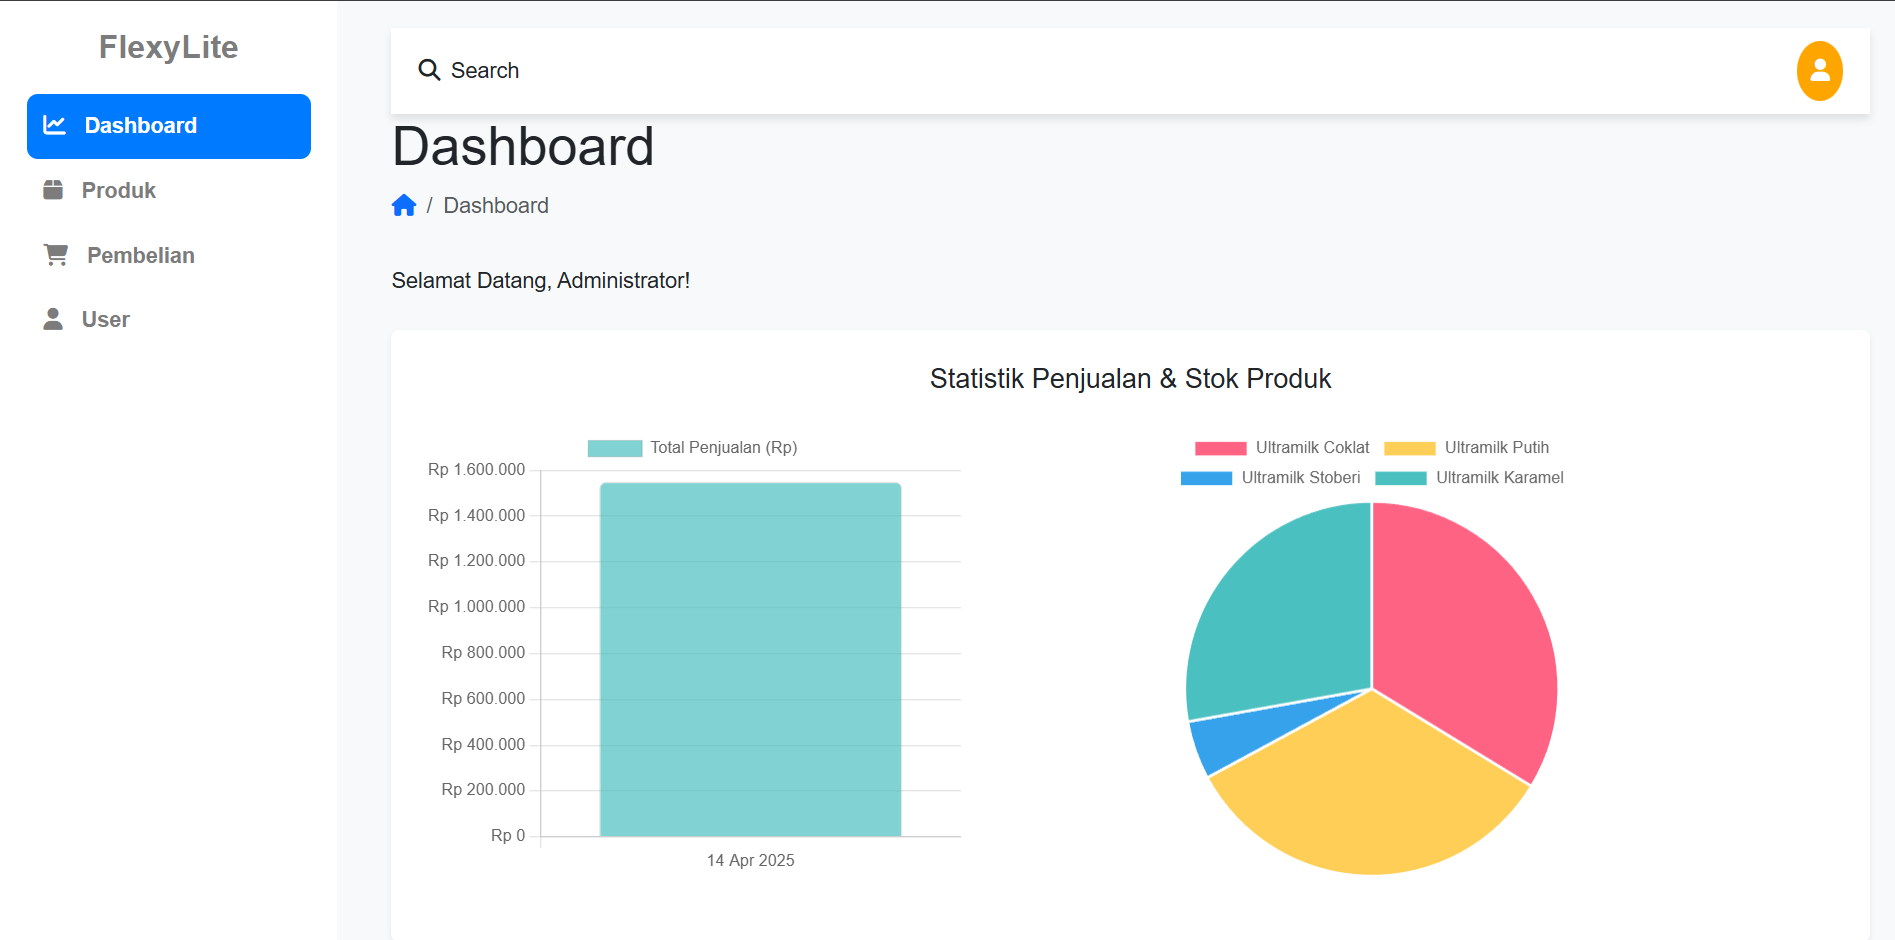 FlexyLite
Dashboard
Produk
Pembelian
User
Search
Dashboard
/ Dashboard
Selamat Datang, Administrator!
Statistik Penjualan & Stok Produk
Total Penjualan (Rp)
Rp 1.600.000
Rp 1.400.000
Rp 1.200.000
Rp 1.000.000
Rp 800.000
Rp 600.000
Rp 400.000
Rp 200.000
Rp 0
14 Apr 2025
Ultramilk Coklat Ultramilk Putih
Ultramilk Stoberi Ultramilk Karamel